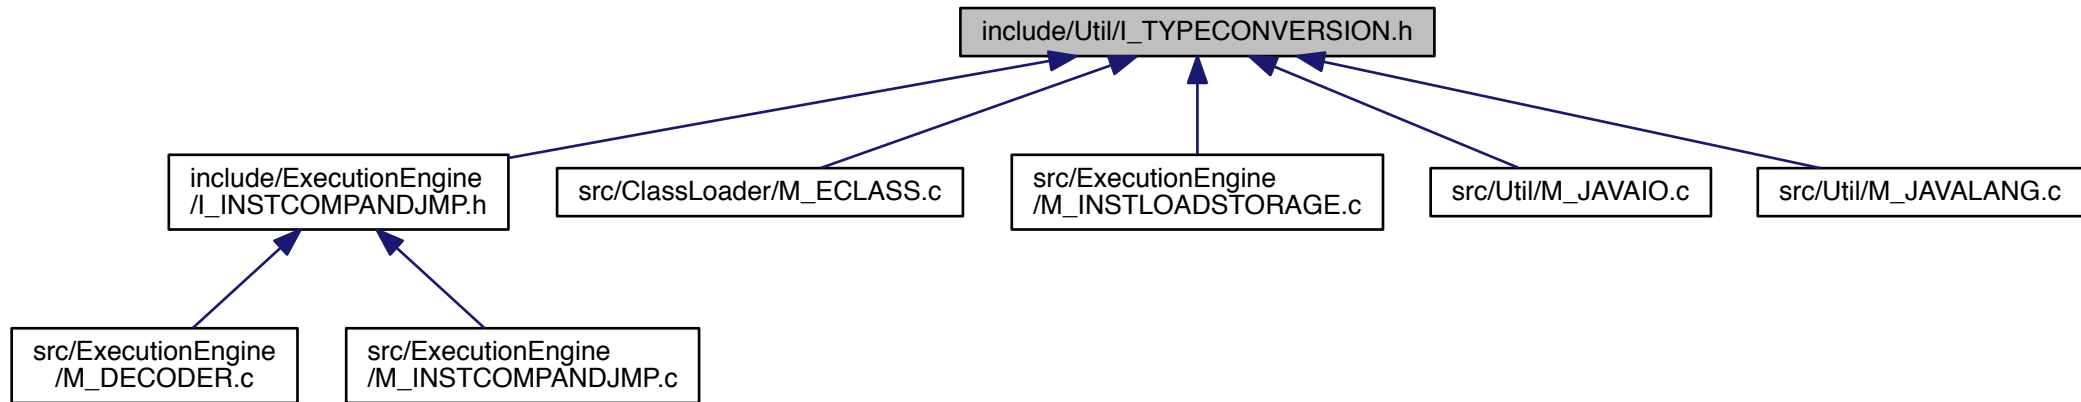 include/Util/I_TYPECONVERSION.h
include/ExecutionEngine
/I_INSTCOMPANDJMP.h
src/ClassLoader/M_ECLASS.c
src/ExecutionEngine
/M_INSTLOADSTORAGE.c
src/Util/M_JAVAIO.c
src/Util/M_JAVALANG.c
src/ExecutionEngine
/M_DECODER.c
src/ExecutionEngine
/M_INSTCOMPANDJMP.c